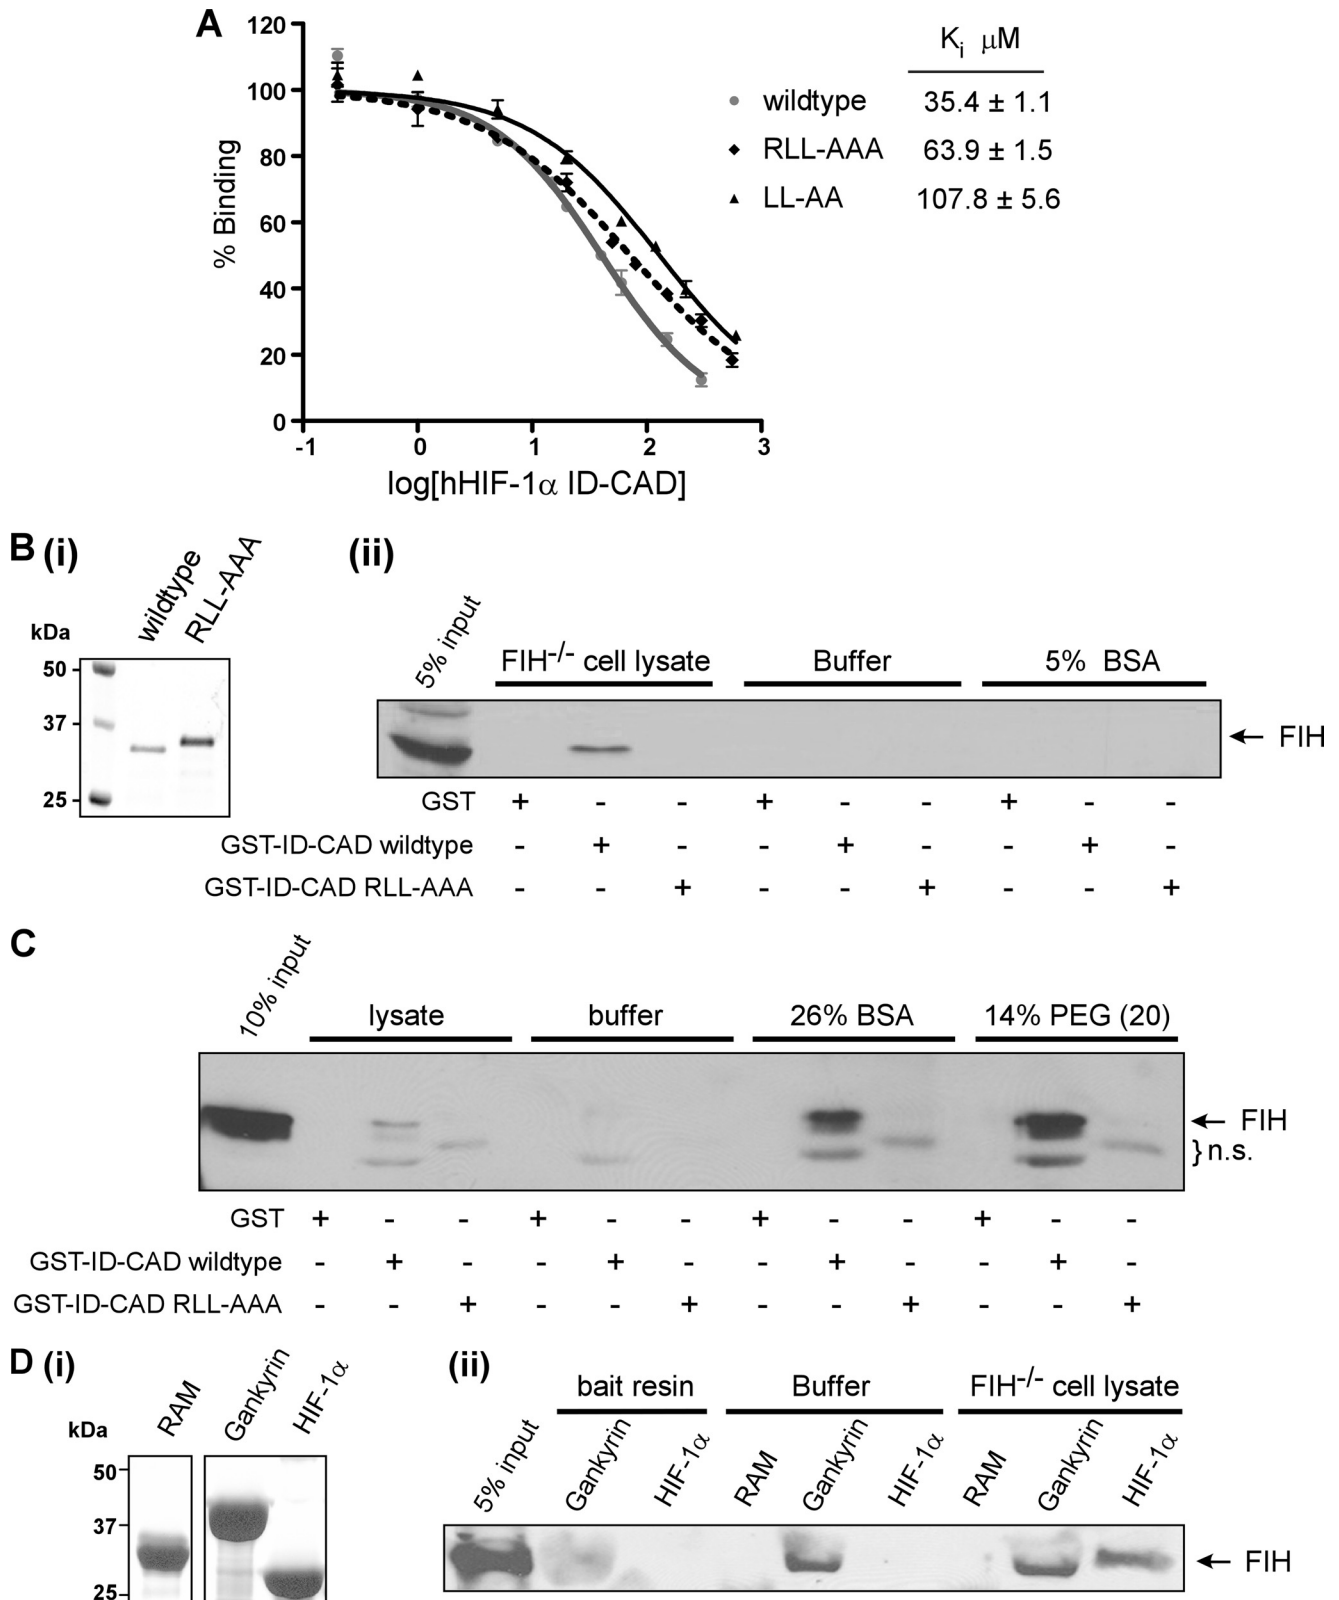 A
120
100
80
60
40
20
0
% Binding
-1 0 1 2 3
log[hHIF-1α ID-CAD]
Ki μM
wildtype 35.4 ± 1.1
RLL-AAA 63.9 ± 1.5
LL-AA 107.8 ± 5.6
B (i)
wildtype
RLL-AAA
kDa
50
37
25
(ii)
5% input
FIH-/- cell lysate
Buffer
5% BSA
← FIH
GST + - - + - - + - -
GST-ID-CAD wildtype - + - - + - - + -
GST-ID-CAD RLL-AAA - - + - - + - - +
C
10% input
lysate
buffer
26% BSA
14% PEG (20)
← FIH
} n.s.
GST + - - + - - + - - + - -
GST-ID-CAD wildtype - + - - + - - + - - + -
GST-ID-CAD RLL-AAA - - + - - + - - + - - +
D (i)
RAM
Gankyrin
HIF-1α
kDa
50
37
25
(ii)
bait resin
Buffer
FIH-/- cell lysate
5% input
Gankyrin
HIF-1α
RAM
Gankyrin
HIF-1α
RAM
Gankyrin
HIF-1α
← FIH